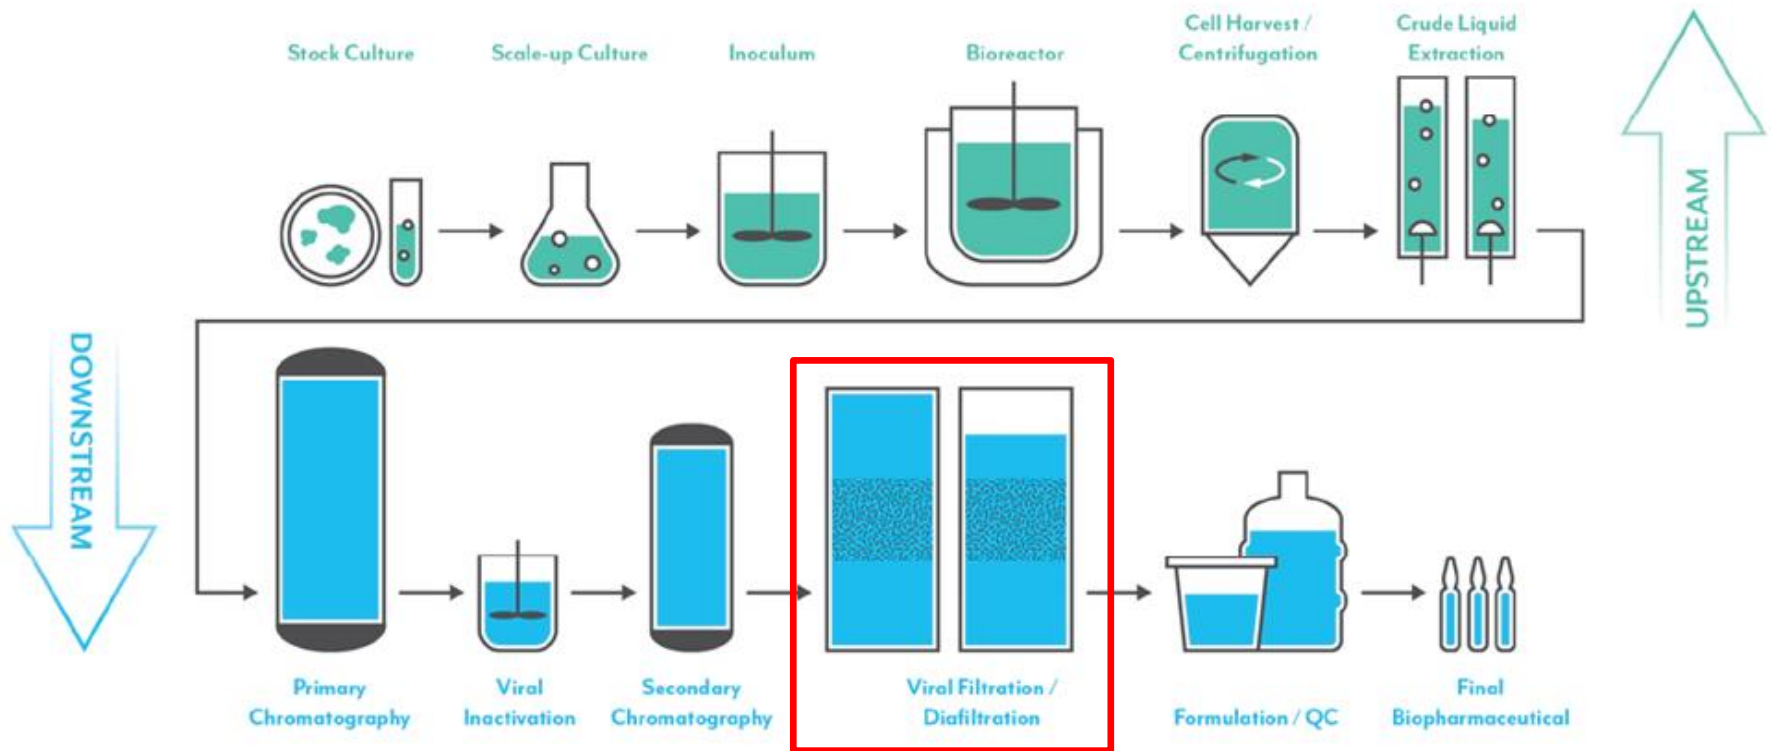 Stock Culture
Scale-up Culture
Inoculum
Bioreactor
Cell Harvest /
Centrifugation
Crude Liquid
Extraction
UPSTREAM
DOWNSTREAM
Primary
Chromatography
Viral
Inactivation
Secondary
Chromatography
Viral Filtration /
Diafiltration
Formulation / QC
Final
Biopharmaceutical